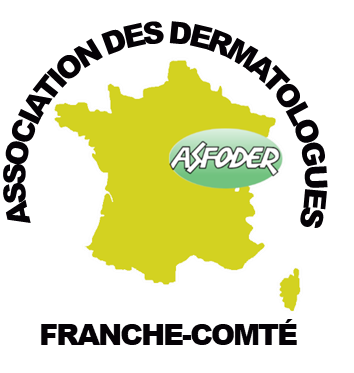 ASSOCIATION DES DERMATOLOGUES
ASFODER
FRANCHE-COMTÉ